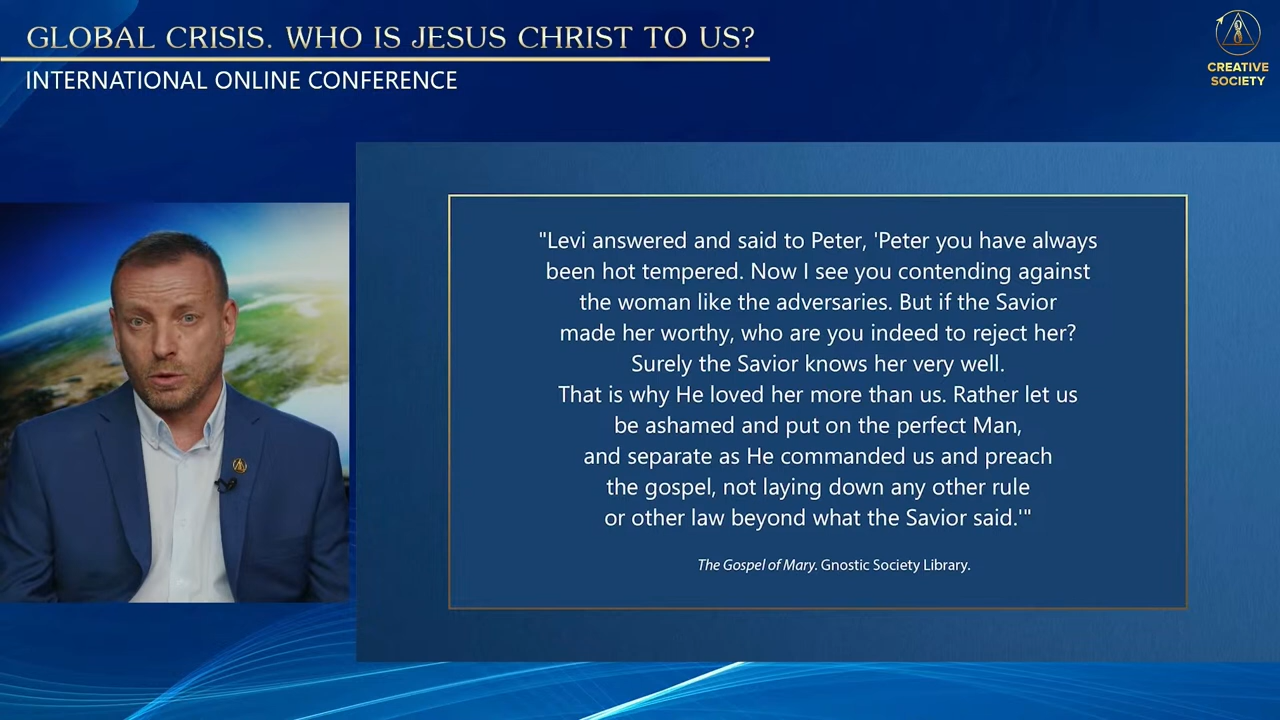 GLOBAL CRISIS. WHO IS JESUS CHRIST TO US?
INTERNATIONAL ONLINE CONFERENCE
CREATIVE
SOCIETY
"Levi answered and said to Peter, 'Peter you have always
been hot tempered. Now I see you contending against
the woman like the adversaries. But if the Savior
made her worthy, who are you indeed to reject her?
Surely the Savior knows her very well.
That is why He loved her more than us. Rather let us
be ashamed and put on the perfect Man,
and separate as He commanded us and preach
the gospel, not laying down any other rule
or other law beyond what the Savior said.'"
The Gospel of Mary. Gnostic Society Library.